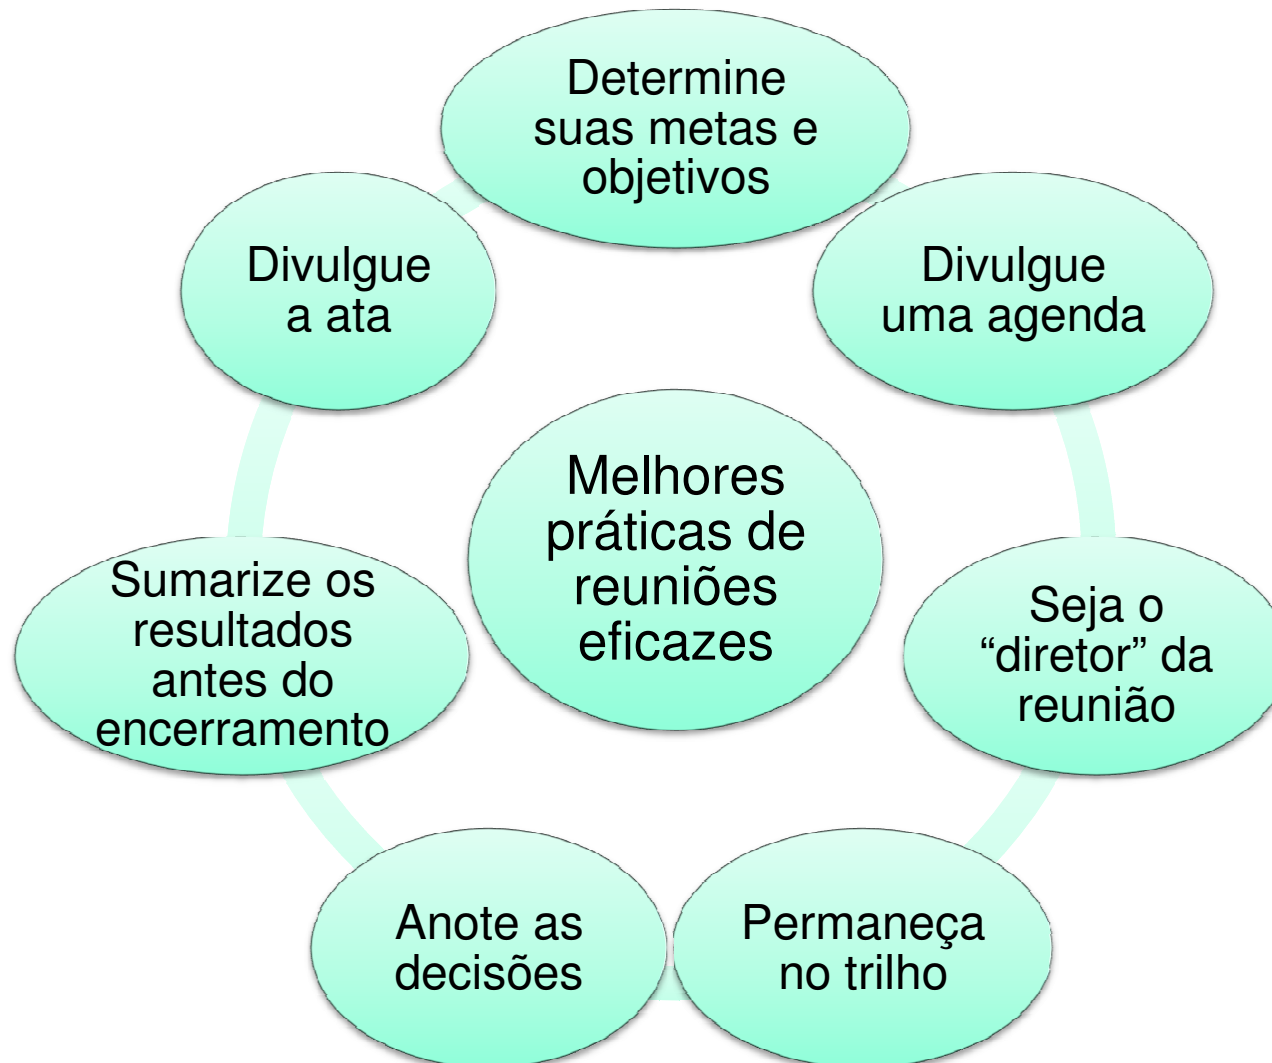 Determine
suas metas e
objetivos
Divulgue
uma agenda
Seja o
“diretor” da
reunião
Permaneça
no trilho
Anote as
decisões
Sumarize os
resultados
antes do
encerramento
Divulgue
a ata
Melhores
práticas de
reuniões
eficazes